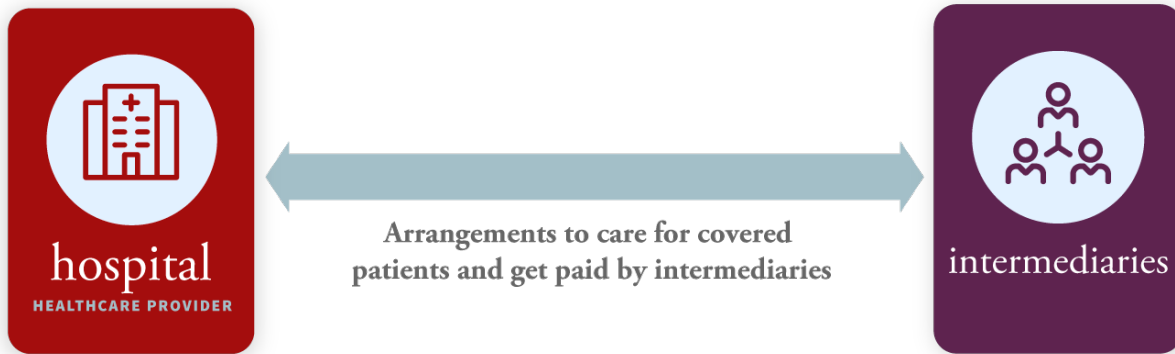 hospital
HEALTHCARE PROVIDER
Arrangements to care for covered
patients and get paid by intermediaries
intermediaries